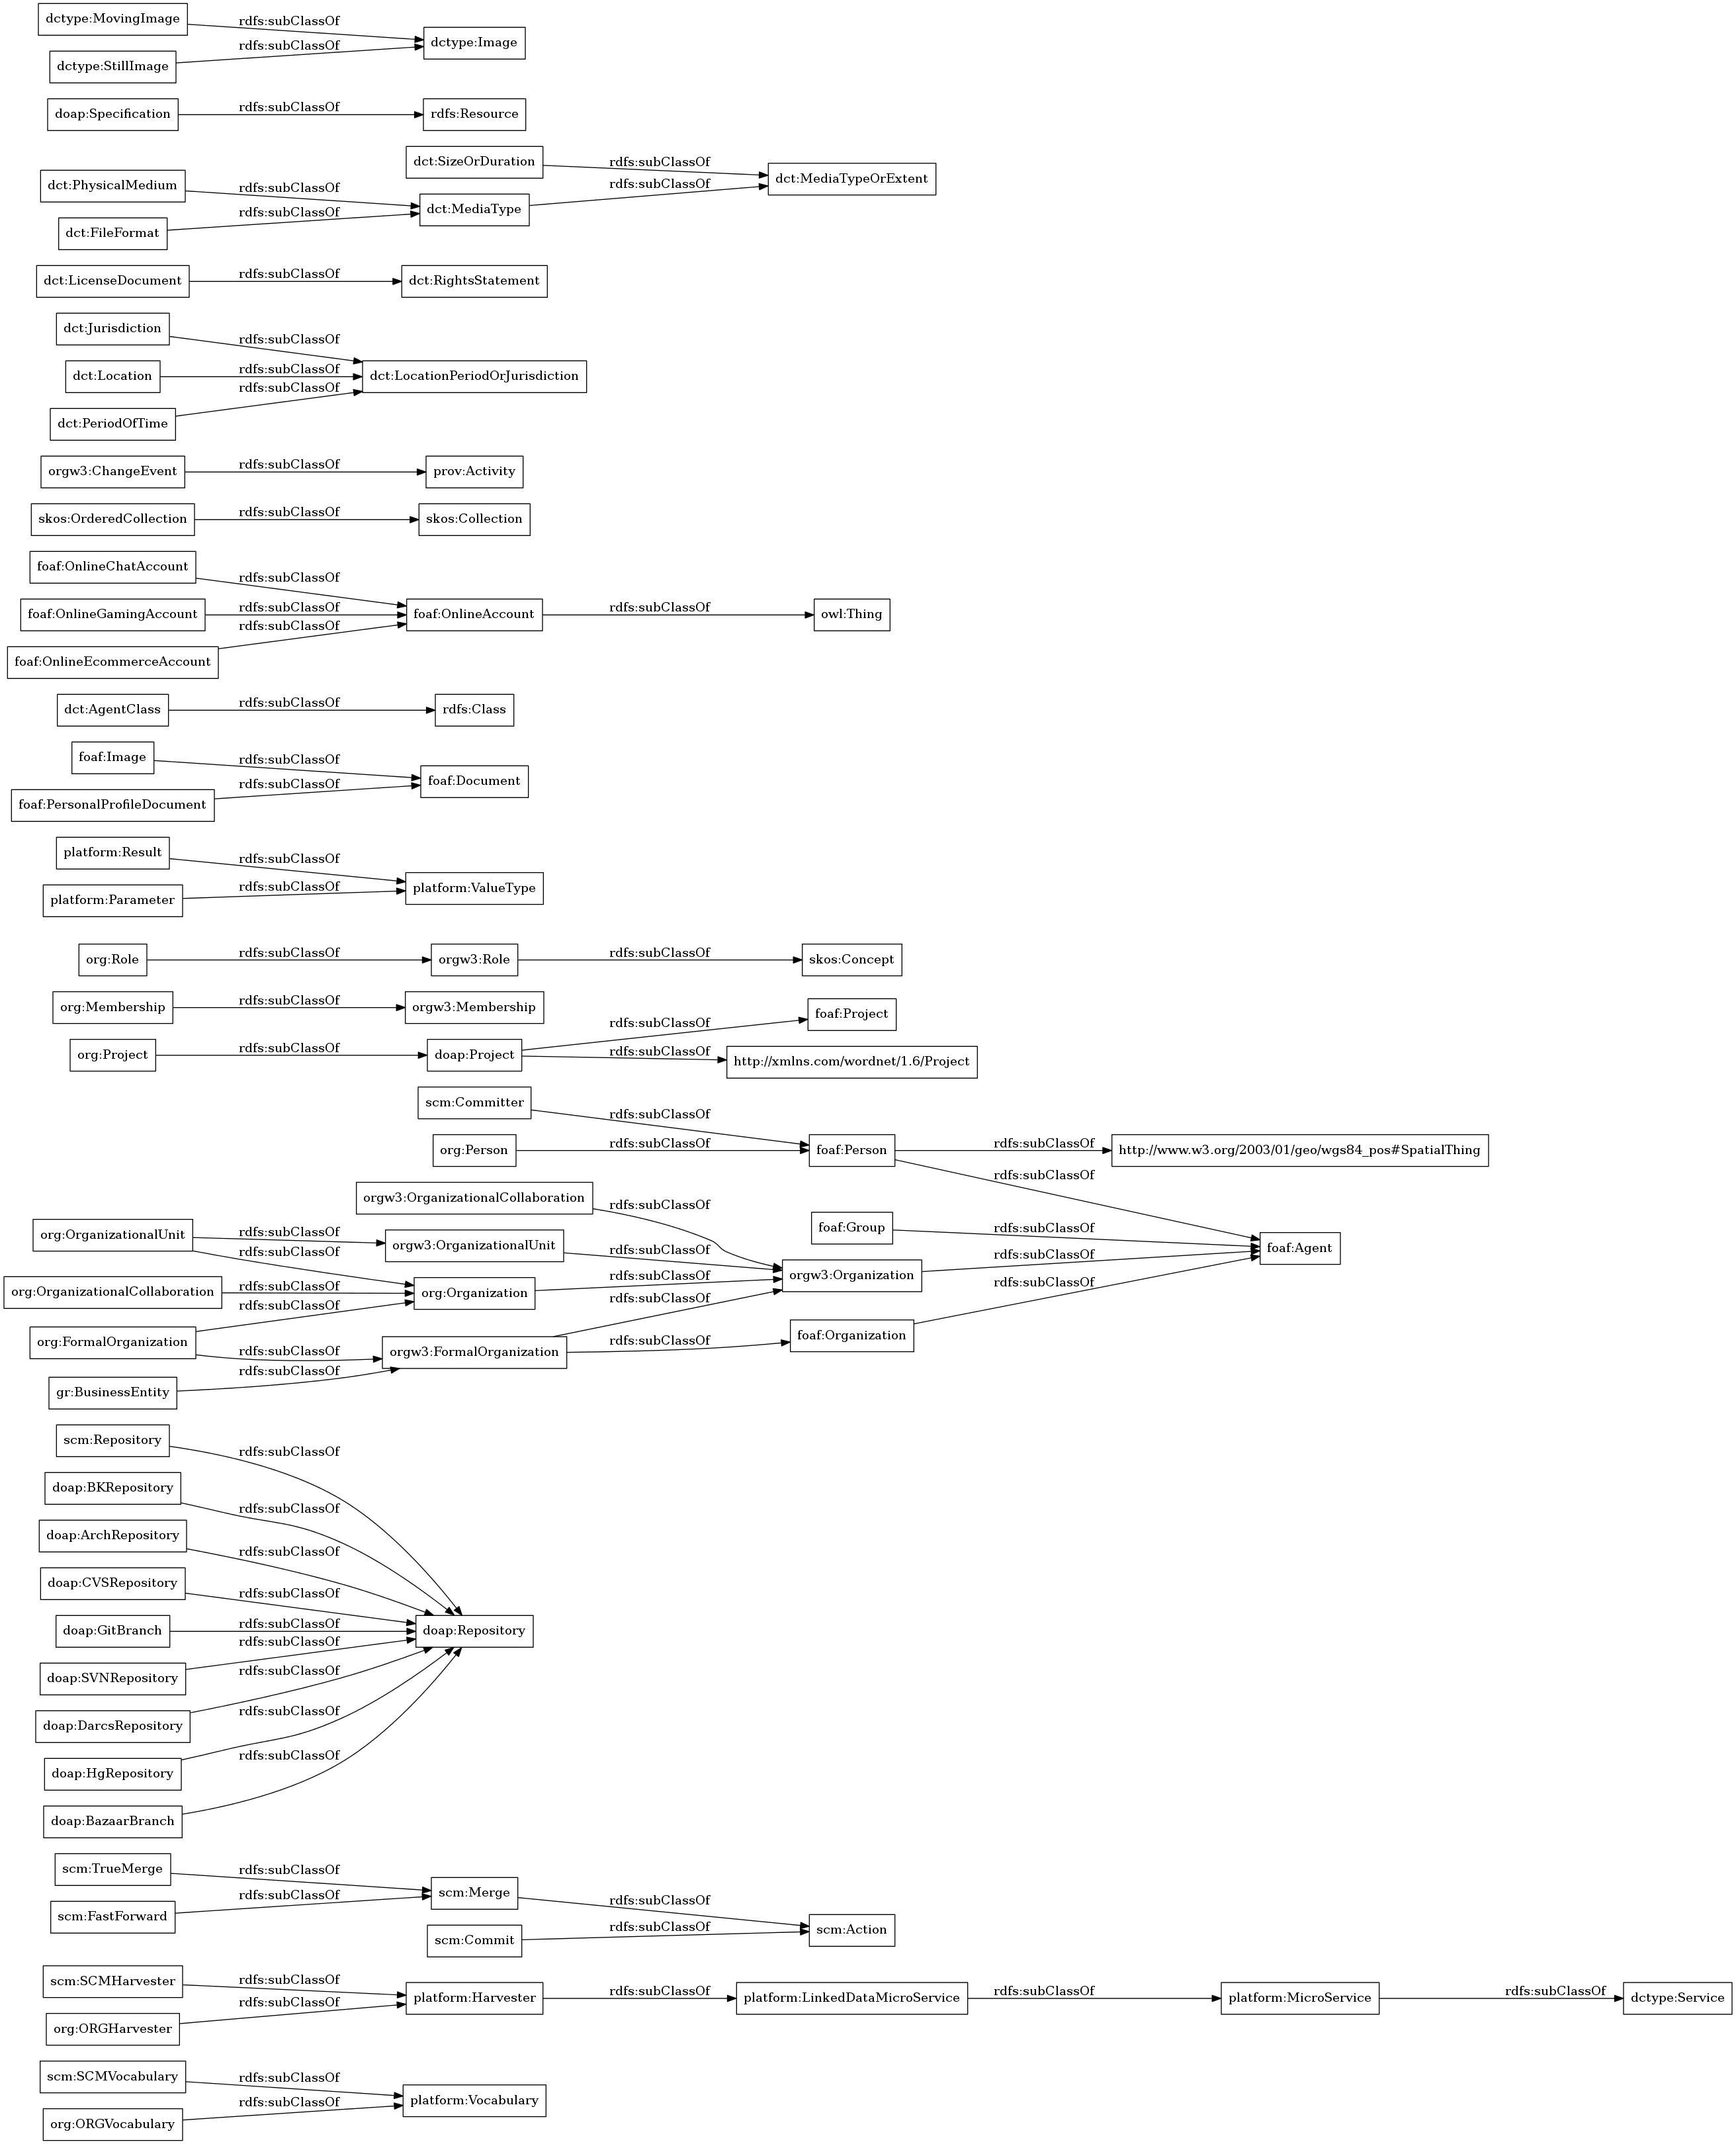 dctype:MovingImage
rdfs:subClassOf
dctype:Image
rdfs:subClassOf
dctype:StillImage
doap:Specification
rdfs:subClassOf
rdfs:Resource
dct:SizeOrDuration
rdfs:subClassOf
dct:MediaTypeOrExtent
dct:PhysicalMedium
rdfs:subClassOf
rdfs:subClassOf
dct:MediaType
rdfs:subClassOf
dct:FileFormat
dct:LicenseDocument
rdfs:subClassOf
dct:RightsStatement
dct:Jurisdiction
rdfs:subClassOf
dct:Location
rdfs:subClassOf
dct:LocationPeriodOrJurisdiction
rdfs:subClassOf
dct:PeriodOfTime
orgw3:ChangeEvent
rdfs:subClassOf
prov:Activity
skos:OrderedCollection
rdfs:subClassOf
skos:Collection
foaf:OnlineChatAccount
rdfs:subClassOf
foaf:OnlineGamingAccount
rdfs:subClassOf
foaf:OnlineAccount
rdfs:subClassOf
owl:Thing
rdfs:subClassOf
foaf:OnlineEcommerceAccount
dct:AgentClass
rdfs:subClassOf
rdfs:Class
foaf:Image
rdfs:subClassOf
foaf:Document
rdfs:subClassOf
foaf:PersonalProfileDocument
platform:Result
rdfs:subClassOf
platform:ValueType
rdfs:subClassOf
platform:Parameter
org:Role
rdfs:subClassOf
orgw3:Role
rdfs:subClassOf
skos:Concept
org:Membership
rdfs:subClassOf
orgw3:Membership
foaf:Project
rdfs:subClassOf
org:Project
rdfs:subClassOf
doap:Project
rdfs:subClassOf
http://xmlns.com/wordnet/1.6/Project
scm:Committer
rdfs:subClassOf
org:Person
rdfs:subClassOf
foaf:Person
rdfs:subClassOf
http://www.w3.org/2003/01/geo/wgs84_pos#SpatialThing
rdfs:subClassOf
orgw3:OrganizationalCollaboration
rdfs:subClassOf
foaf:Group
rdfs:subClassOf
org:OrganizationalUnit
rdfs:subClassOf
rdfs:subClassOf
orgw3:OrganizationalUnit
rdfs:subClassOf
foaf:Agent
orgw3:Organization
rdfs:subClassOf
rdfs:subClassOf
org:OrganizationalCollaboration
rdfs:subClassOf
org:Organization
rdfs:subClassOf
rdfs:subClassOf
rdfs:subClassOf
org:FormalOrganization
rdfs:subClassOf
orgw3:FormalOrganization
rdfs:subClassOf
foaf:Organization
rdfs:subClassOf
gr:BusinessEntity
scm:Repository
rdfs:subClassOf
doap:BKRepository
rdfs:subClassOf
doap:ArchRepository
rdfs:subClassOf
doap:CVSRepository
rdfs:subClassOf
doap:GitBranch
rdfs:subClassOf
doap:Repository
rdfs:subClassOf
doap:SVNRepository
rdfs:subClassOf
doap:DarcsRepository
rdfs:subClassOf
doap:HgRepository
rdfs:subClassOf
doap:BazaarBranch
scm:TrueMerge
rdfs:subClassOf
scm:Merge
rdfs:subClassOf
rdfs:subClassOf
scm:FastForward
scm:Commit
rdfs:subClassOf
scm:Action
scm:SCMHarvester
rdfs:subClassOf
platform:Harvester
rdfs:subClassOf
platform:LinkedDataMicroService
rdfs:subClassOf
platform:MicroService
rdfs:subClassOf
dctype:Service
rdfs:subClassOf
org:ORGHarvester
scm:SCMVocabulary
rdfs:subClassOf
platform:Vocabulary
rdfs:subClassOf
org:ORGVocabulary